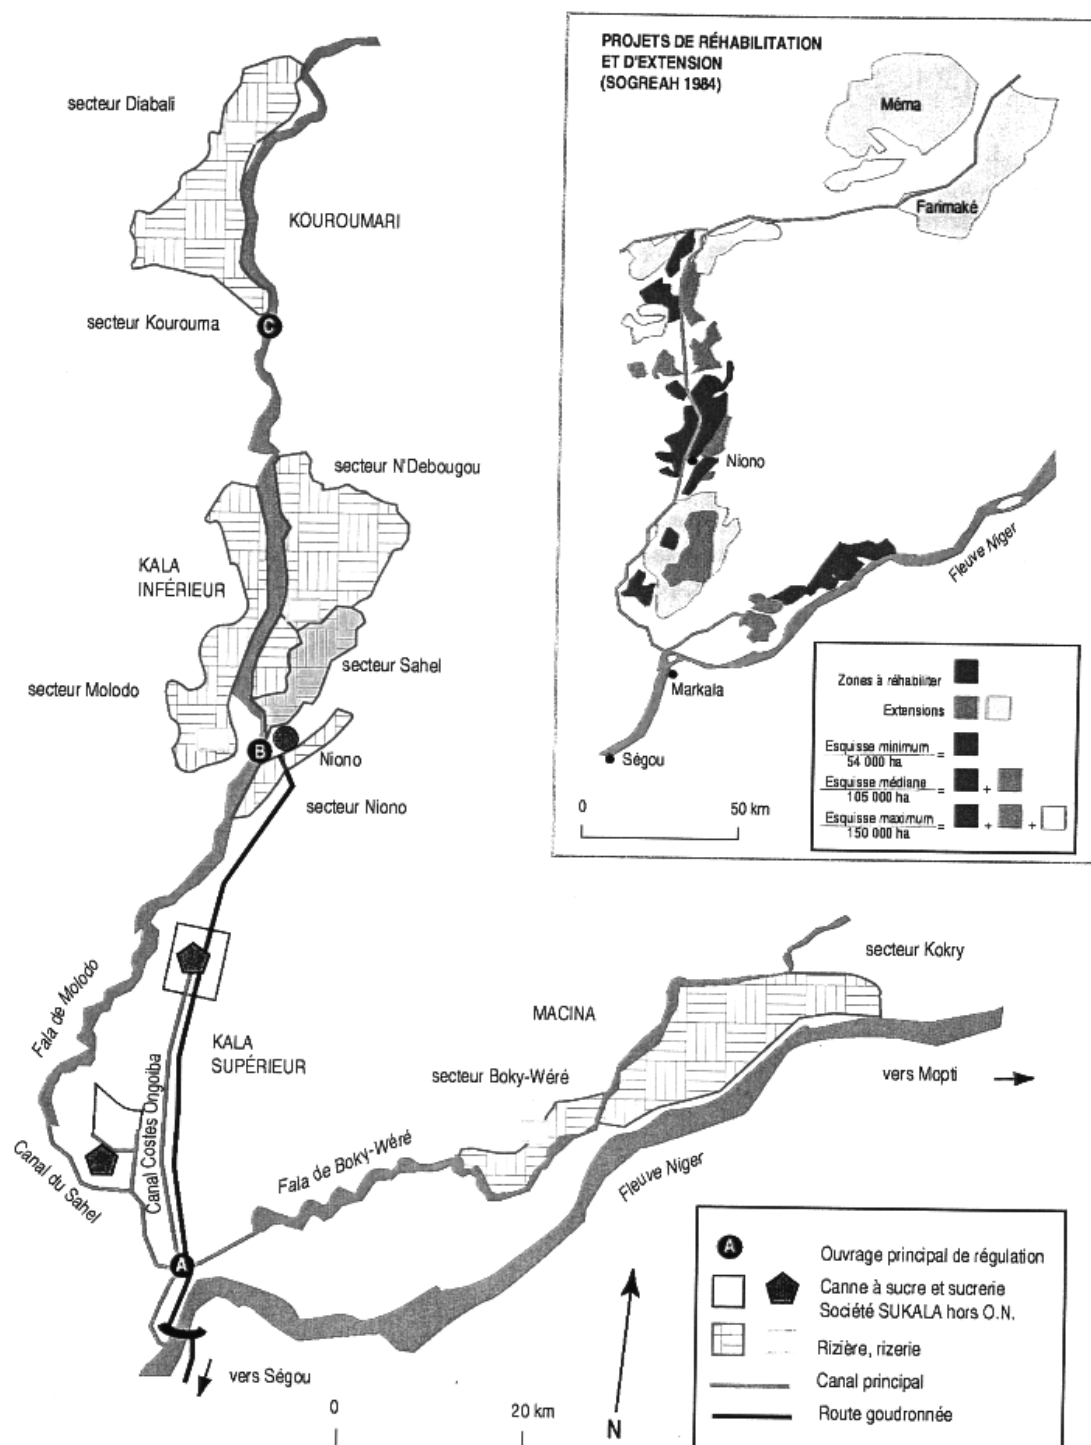 PROJETS DE RÉHABILITATION
ET D'EXTENSION
(SOGREAH 1984)
Méma
Farimaké
Niono
Fleuve Niger
Markala
Ségou
0
50 km
Zones à réhabiliter
Extensions
Esquisse minimum
54 000 ha
=
Esquisse médiane
105 000 ha
= +
Esquisse maximum
150 000 ha
= + +
secteur Diabali
KOUROUMARI
secteur Kourouma
C
secteur N'Debougou
KALA
INFÉRIEUR
secteur Sahel
secteur Molodo
B
Niono
secteur Niono
Fala de Molodo
KALA
SUPÉRIEUR
Canal Costes Ongoiba
Canal du Sahel
A
vers Ségou
secteur Kokry
MACINA
secteur Boky-Wéré
vers Mopti
Fala de Boky-Wéré
Fleuve Niger
0
20 km
N
A
Ouvrage principal de régulation
Canne à sucre et sucrerie
Société SUKALA hors O.N.
Rizière, rizerie
Canal principal
Route goudronnée